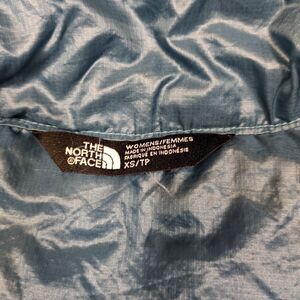 THE
NORTH
FACE
WOMENS/FEMMES
MADE IN INDONESIA
FABRIQUÉ EN INDONÉSIE
XS/TP